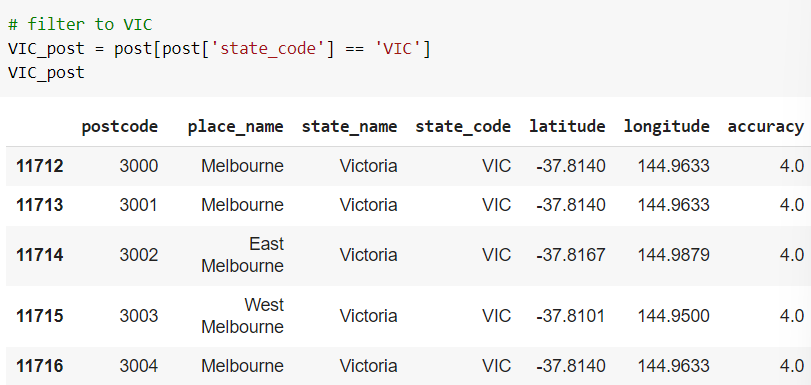 # filter to VIC
VIC_post = post[post['state_code'] == 'VIC']
VIC_post
postcode place_name state_name state_code latitude longitude accuracy
11712 3000 Melbourne Victoria VIC -37.8140 144.9633 4.0
11713 3001 Melbourne Victoria VIC -37.8140 144.9633 4.0
11714 3002 East Melbourne Victoria VIC -37.8167 144.9879 4.0
11715 3003 West Melbourne Victoria VIC -37.8101 144.9500 4.0
11716 3004 Melbourne Victoria VIC -37.8140 144.9633 4.0